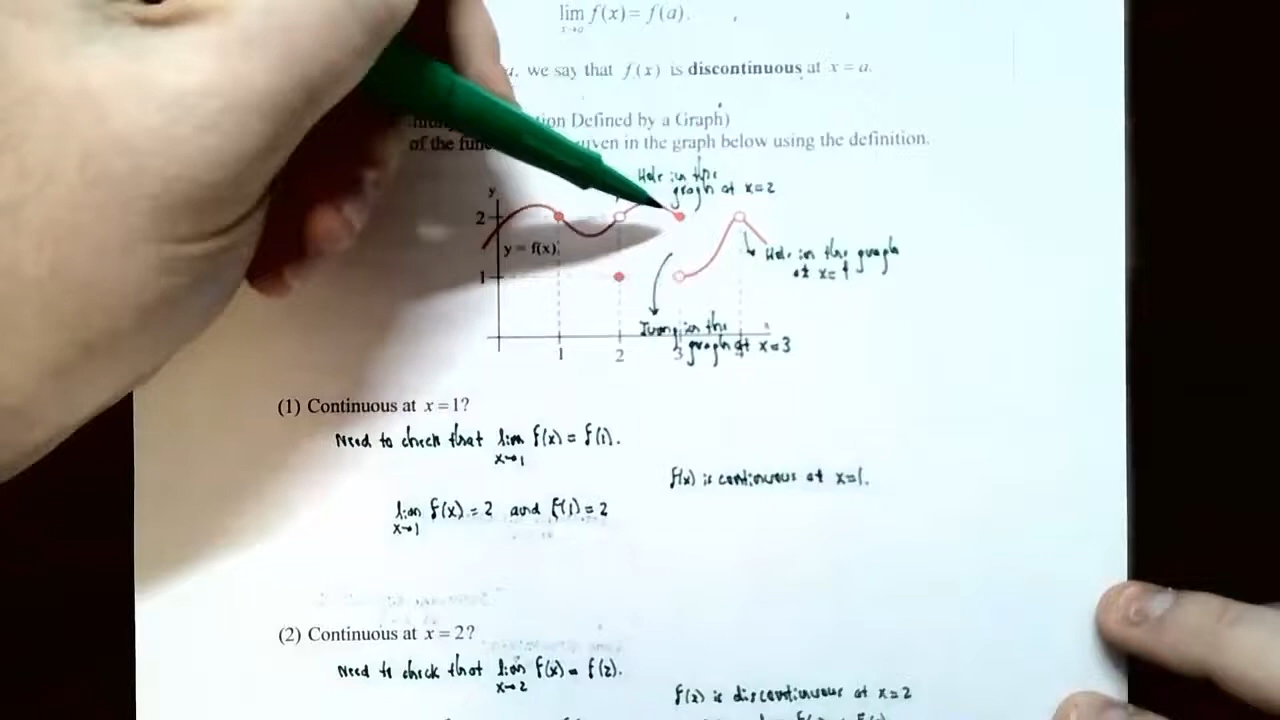 lim f(x) = f(a).
x→a
we say that f(x) is discontinuous at x = a.
Defined by a Graph)
of the given in the graph below using the definition.
Hole in the
graph at x=2
y
2
y = f(x)
Hole in the graph
at x=4
1
Jump in the
graph at x=3
1 2 3 4
(1) Continuous at x = 1?
Need to check that lim f(x) = f(1).
x→1
f(x) is continuous at x=1.
lim f(x) = 2 and f(1) = 2
x→1
(2) Continuous at x = 2?
Need to check that lim f(x) = f(2).
x→2
f(x) is discontinuous at x=2